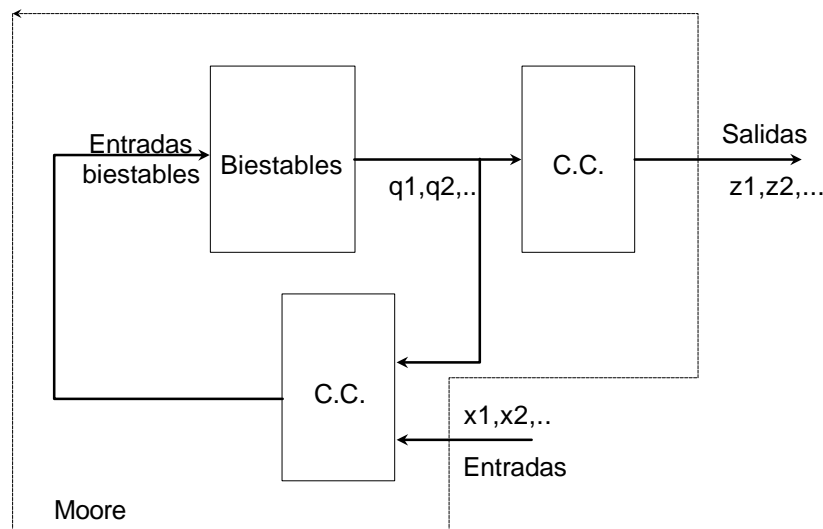 Entradas
biestables
Biestables
q1,q2,..
C.C.
Salidas
z1,z2,...
C.C.
x1,x2,..
Entradas
Moore